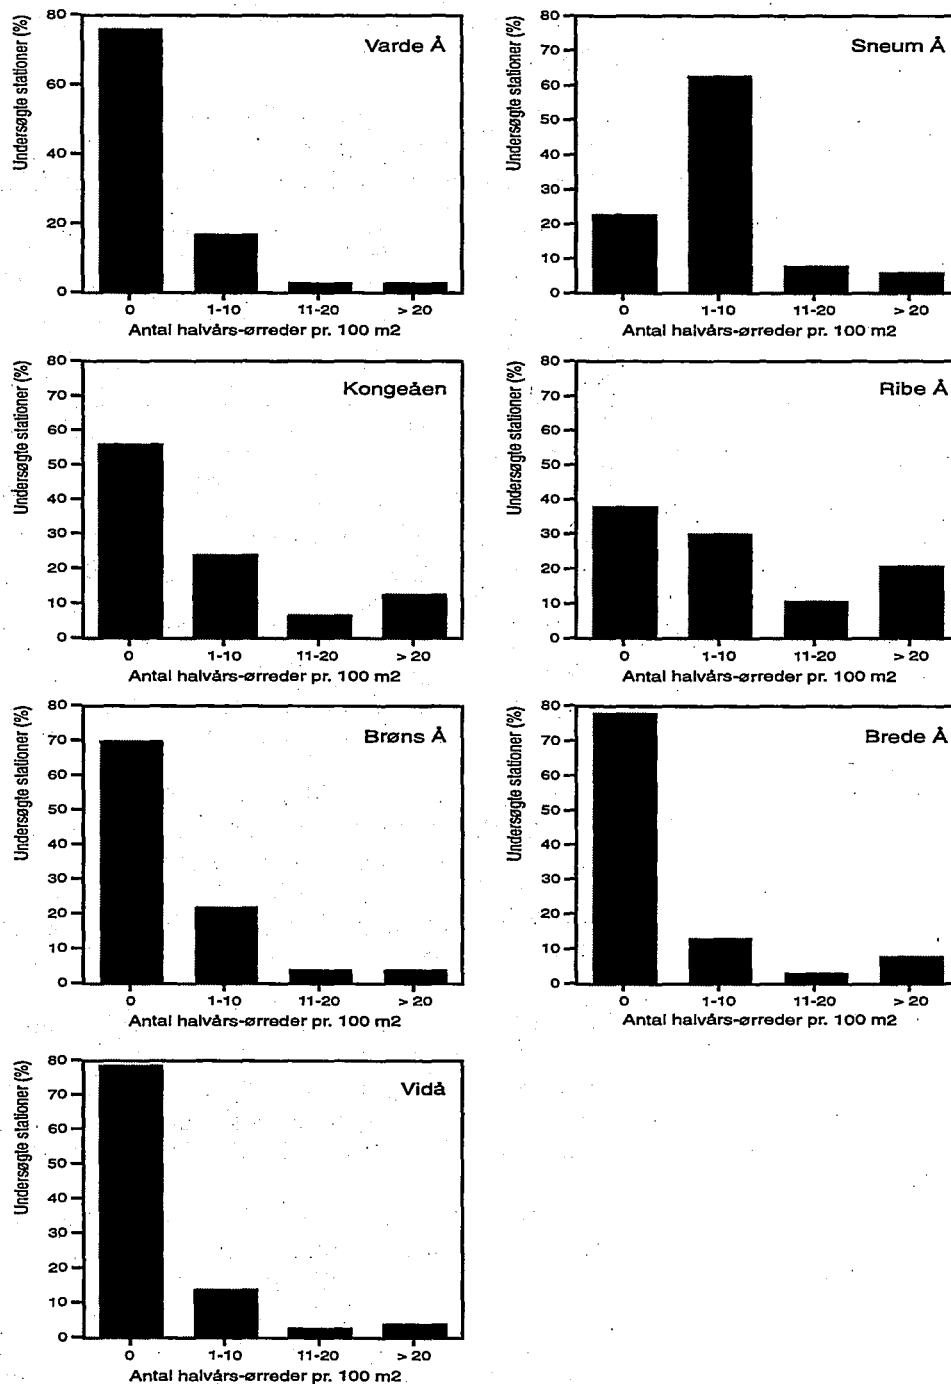 Varde Å
Undersøgte stationer (%)
80
60
40
20
0
0 1-10 11-20 > 20
Antal halvårs-ørreder pr. 100 m2
Sneum Å
Undersøgte stationer (%)
80
70
60
50
40
30
20
10
0
0 1-10 11-20 > 20
Antal halvårs-ørreder pr. 100 m2
Kongeåen
Undersøgte stationer (%)
80
70
60
50
40
30
20
10
0
0 1-10 11-20 > 20
Antal halvårs-ørreder pr. 100 m2
Ribe Å
Undersøgte stationer (%)
80
70
60
50
40
30
20
10
0
0 1-10 11-20 > 20
Antal halvårs-ørreder pr. 100 m2
Brøns Å
Undersøgte stationer (%)
80
70
60
50
40
30
20
10
0
0 1-10 11-20 > 20
Antal halvårs-ørreder pr. 100 m2
Brede Å
Undersøgte stationer (%)
80
70
60
50
40
30
20
10
0
0 1-10 11-20 > 20
Antal halvårs-ørreder pr. 100 m2
Vidå
Undersøgte stationer (%)
80
70
60
50
40
30
20
10
0
0 1-10 11-20 > 20
Antal halvårs-ørreder pr. 100 m2